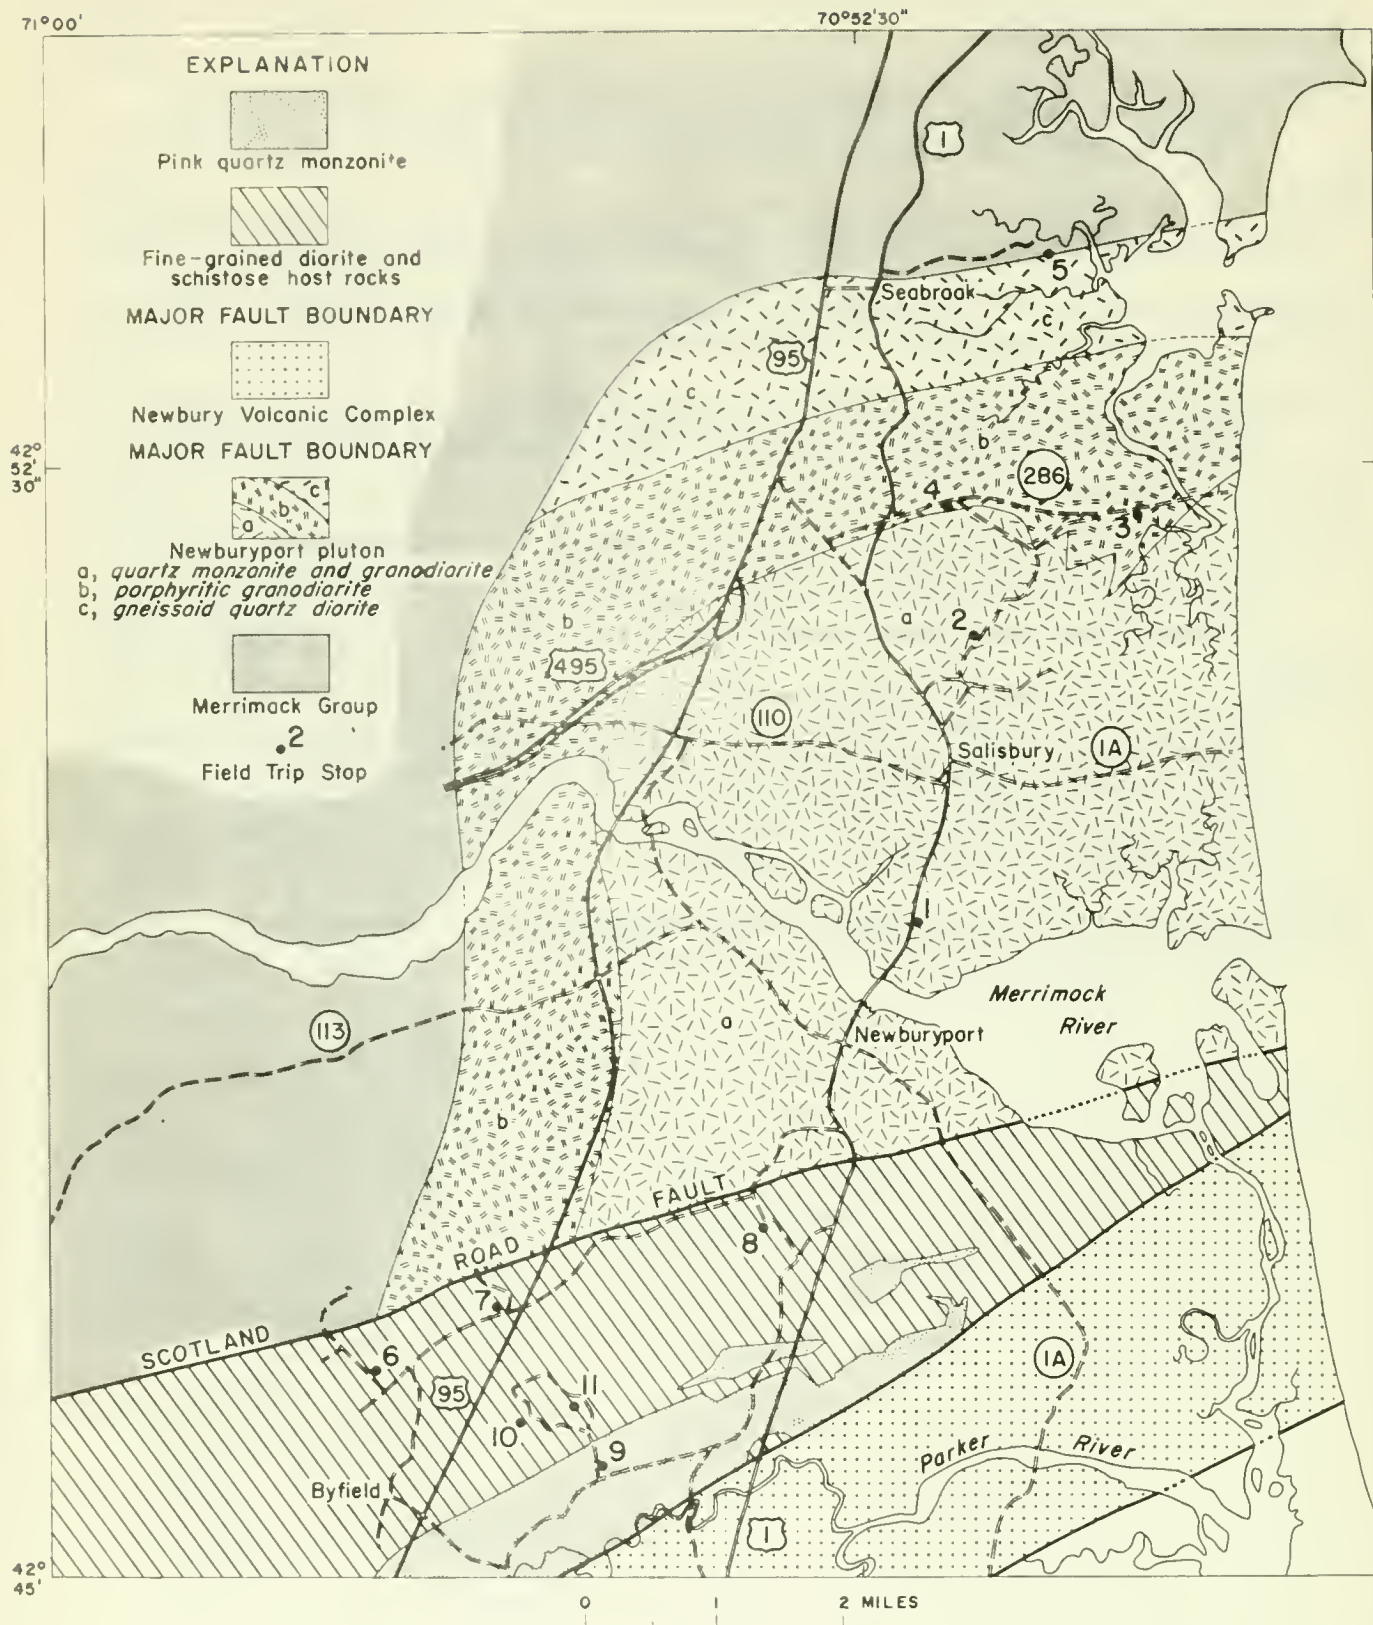 71°00'
70°52'30"
EXPLANATION
Pink quartz monzonite
Fine-grained diorite and
schistose host rocks
MAJOR FAULT BOUNDARY
Newbury Volcanic Complex
MAJOR FAULT BOUNDARY
a
b
c
Newburyport pluton
a, quartz monzonite and granodiorite
b, porphyritic granodiorite
c, gneissoid quartz diorite
Merrimack Group
2
Field Trip Stop
42°
52'
30"
1
5
Seabrook
c
95
c
b
286
4
3
a
2
b
495
110
Salisbury
1A
1
Merrimack
River
a
Newburyport
113
b
FAULT
ROAD
8
7
SCOTLAND
6
95
1A
11
10
9
Parker River
Byfield
1
42°
45'
0 1 2 MILES